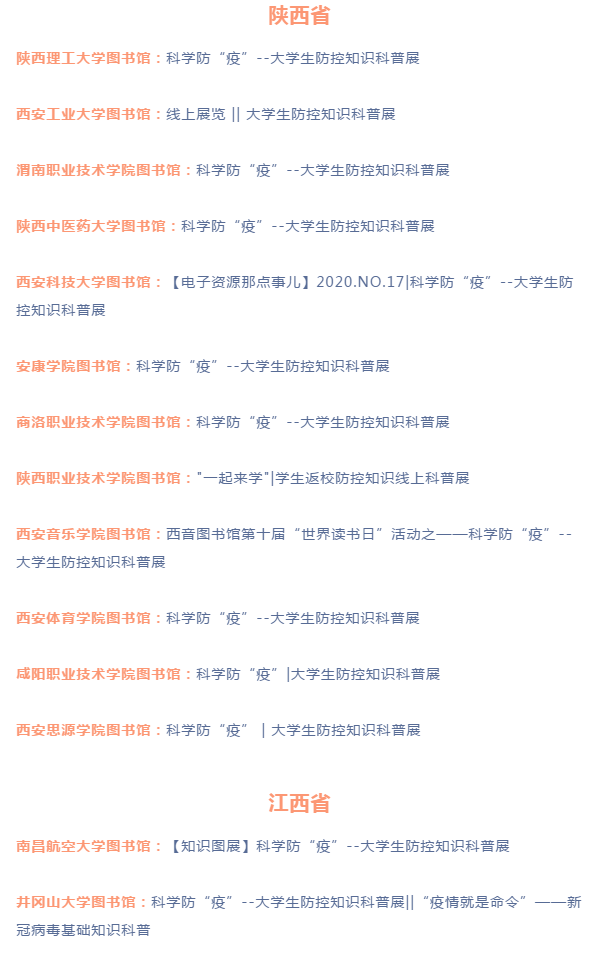 陕西省
陕西理工大学图书馆：科学防“疫”--大学生防控知识科普展
西安工业大学图书馆：线上展览 || 大学生防控知识科普展
渭南职业技术学院图书馆：科学防“疫”--大学生防控知识科普展
陕西中医药大学图书馆：科学防“疫”--大学生防控知识科普展
西安科技大学图书馆：【电子资源那点事儿】2020.NO.17|科学防“疫”--大学生防
控知识科普展
安康学院图书馆：科学防“疫”--大学生防控知识科普展
商洛职业技术学院图书馆：科学防“疫”--大学生防控知识科普展
陕西职业技术学院图书馆："一起来学"|学生返校防控知识线上科普展
西安音乐学院图书馆：西音图书馆第十届“世界读书日”活动之——科学防“疫”--
大学生防控知识科普展
西安体育学院图书馆：科学防“疫”--大学生防控知识科普展
咸阳职业技术学院图书馆：科学防“疫”|大学生防控知识科普展
西安思源学院图书馆：科学防“疫” | 大学生防控知识科普展
江西省
南昌航空大学图书馆：【知识图展】科学防“疫”--大学生防控知识科普展
井冈山大学图书馆：科学防“疫”--大学生防控知识科普展||“疫情就是命令”——新
冠病毒基础知识科普